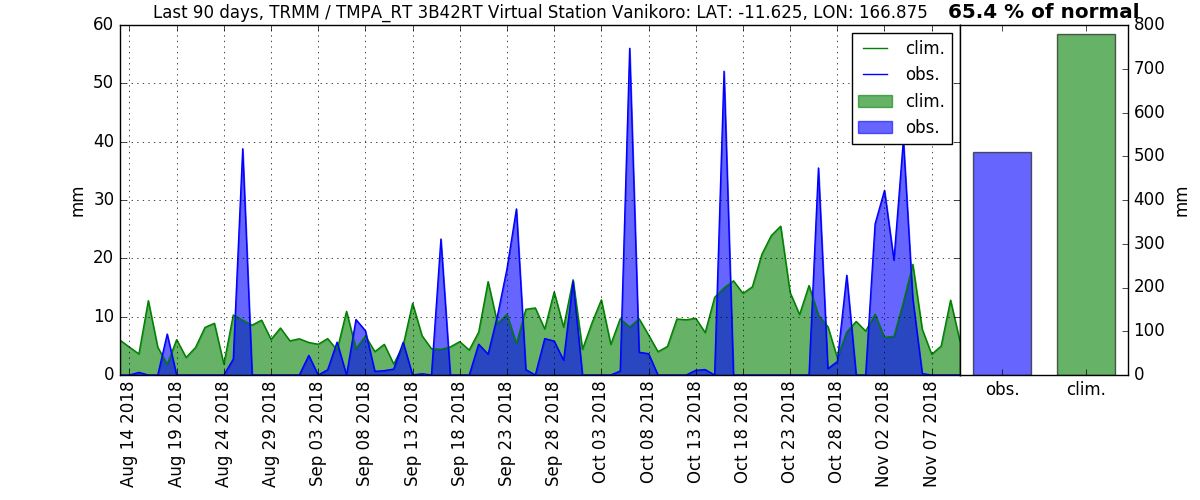 Last 90 days, TRMM / TMPA_RT 3B42RT Virtual Station Vanikoro: LAT: -11.625, LON: 166.875
65.4 % of normal
60
50
40
30
20
10
0
mm
clim.
obs.
clim.
obs.
800
700
600
500
400
300
200
100
0
mm
Aug 14 2018
Aug 19 2018
Aug 24 2018
Aug 29 2018
Sep 03 2018
Sep 08 2018
Sep 13 2018
Sep 18 2018
Sep 23 2018
Sep 28 2018
Oct 03 2018
Oct 08 2018
Oct 13 2018
Oct 18 2018
Oct 23 2018
Oct 28 2018
Nov 02 2018
Nov 07 2018
obs.
clim.